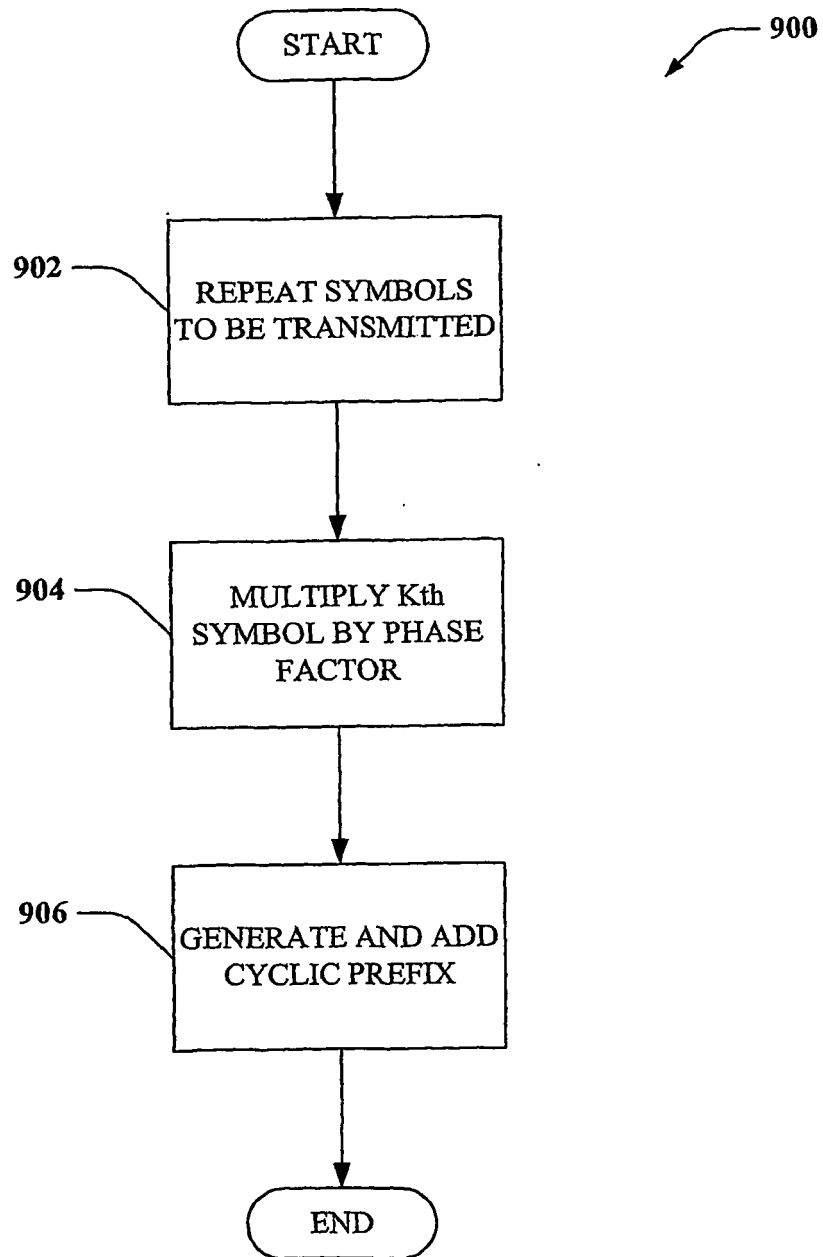 START
900
902
REPEAT SYMBOLS
TO BE TRANSMITTED
904
MULTIPLY Kth
SYMBOL BY PHASE
FACTOR
906
GENERATE AND ADD
CYCLIC PREFIX
END